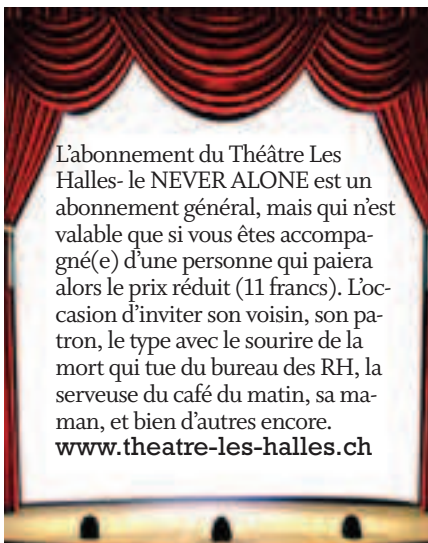 L’abonnement du Théâtre Les
Halles- le NEVER ALONE est un
abonnement général, mais qui n’est
valable que si vous êtes accompa-
gné(e) d’une personne qui paiera
alors le prix réduit (11 francs). L’oc-
casion d’inviter son voisin, son pa-
tron, le type avec le sourire de la
mort qui tue du bureau des RH, la
serveuse du café du matin, sa ma-
man, et bien d’autres encore.
www.theatre-les-halles.ch